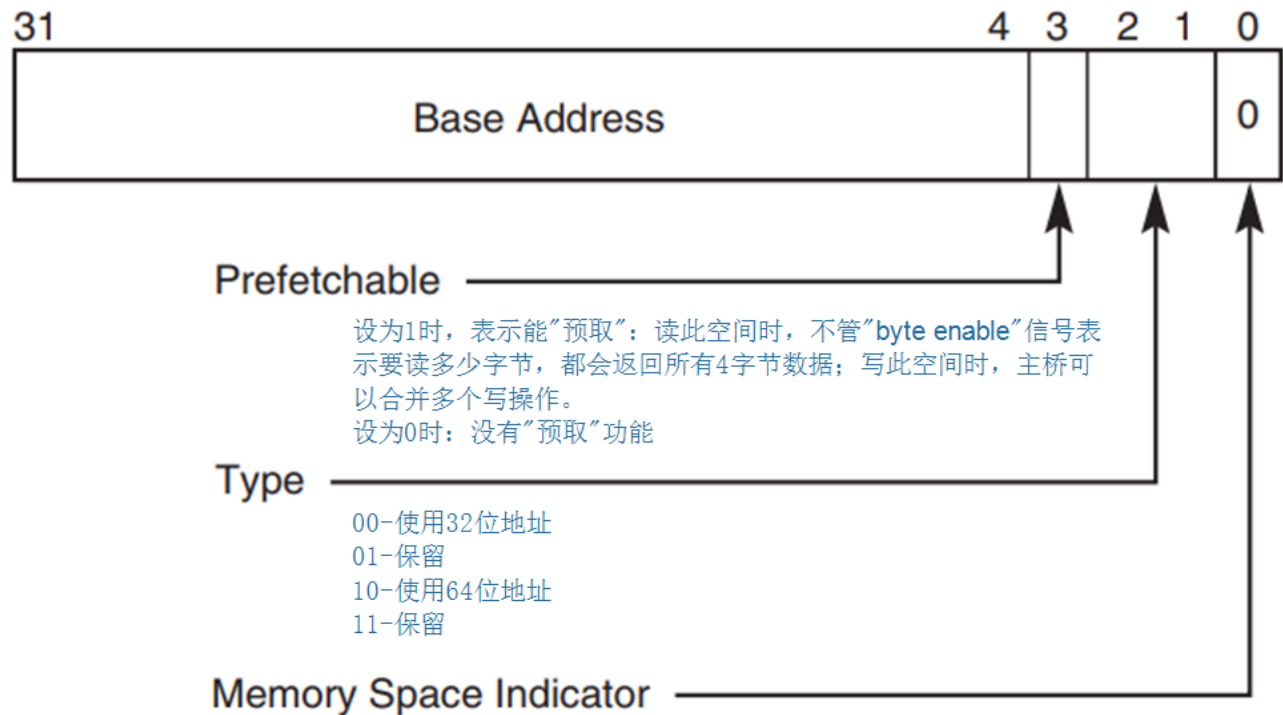 31 4 3 2 1 0
Base Address 0
Prefetchable
设为1时，表示能"预取"：读此空间时，不管"byte enable"信号表
示要读多少字节，都会返回所有4字节数据；写此空间时，主桥可
以合并多个写操作。
设为0时：没有"预取"功能
Type
00-使用32位地址
01-保留
10-使用64位地址
11-保留
Memory Space Indicator